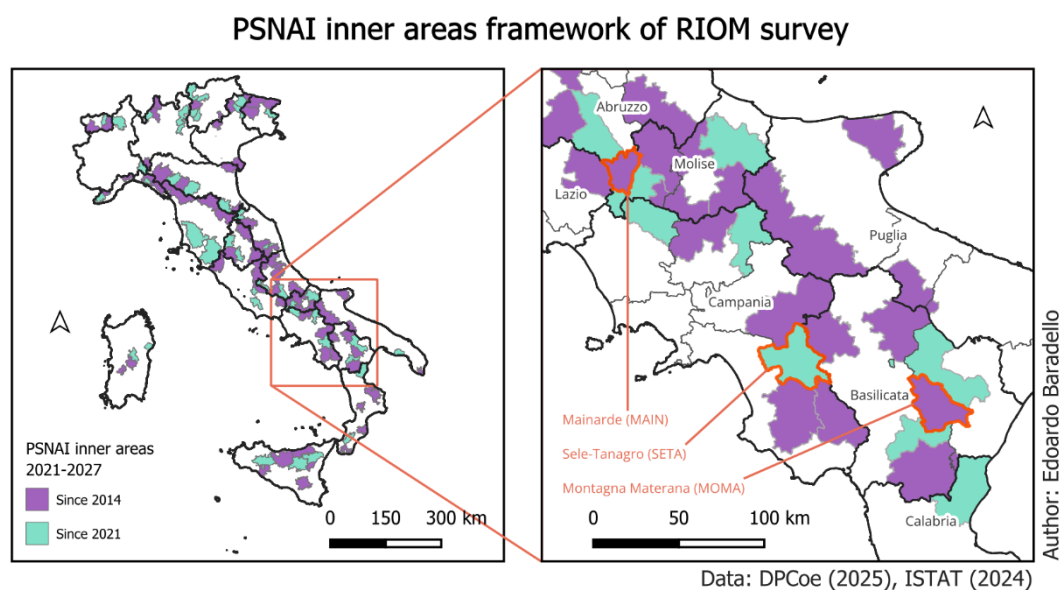 PSNAI inner areas framework of RIOM survey
PSNAI inner areas
2021-2027
Since 2014
Since 2021
0 150 300 km
Abruzzo
Molise
Lazio
Puglia
Campania
Basilicata
Mainarde (MAIN)
Sele-Tanagro (SETA)
Montagna Materana (MOMA)
Calabria
0 50 100 km
Author: Edoardo Baradello
Data: DPCoe (2025), ISTAT (2024)